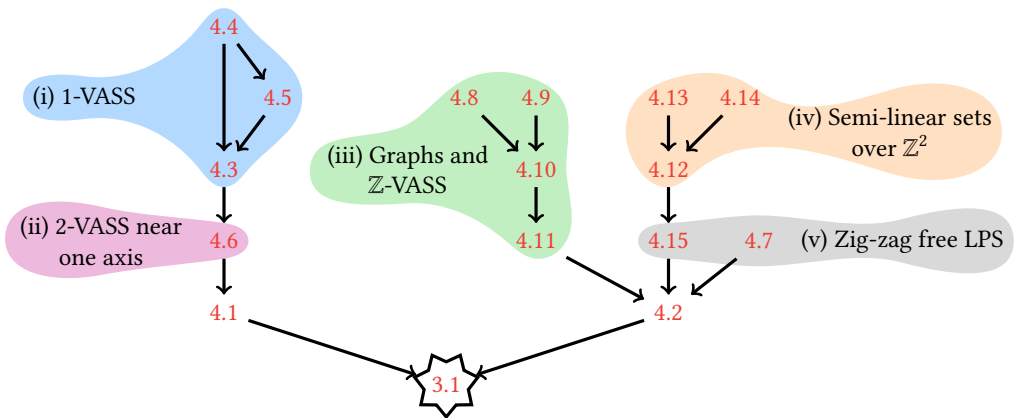 4.4
(i) 1-VASS
4.5
4.8
4.9
4.13
4.14
(iv) Semi-linear sets
over ℤ²
4.3
(iii) Graphs and
ℤ-VASS
4.10
4.12
(ii) 2-VASS near
one axis
4.6
4.11
4.15
4.7
(v) Zig-zag free LPS
4.1
4.2
3.1